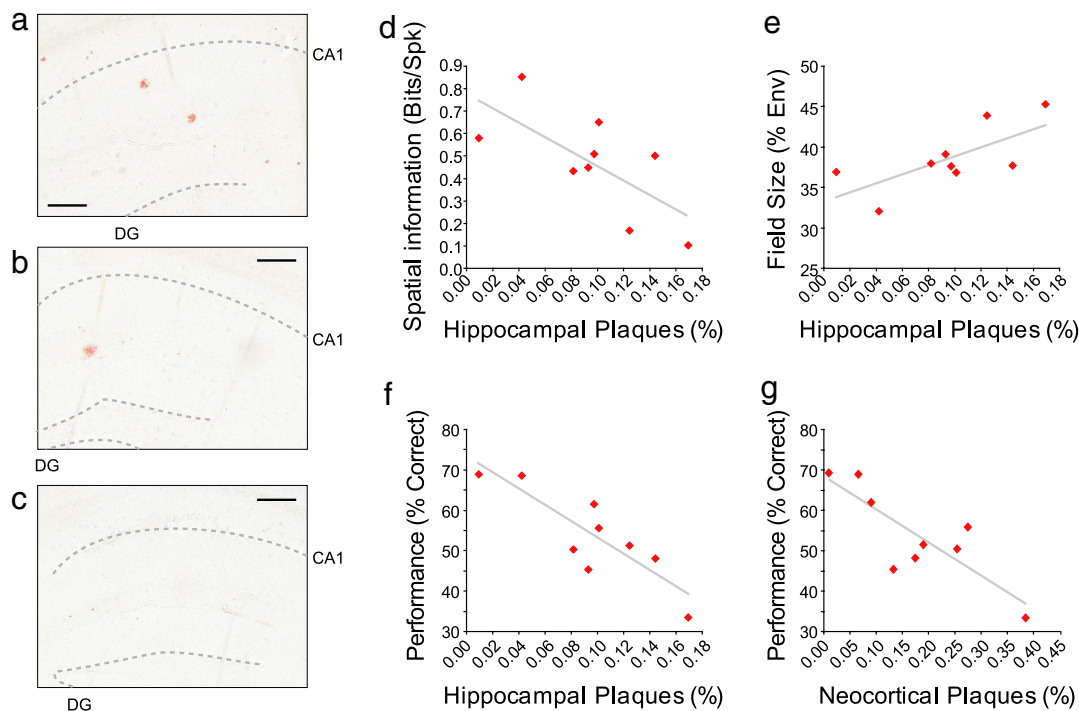 a
CA1
DG
b
CA1
DG
c
CA1
DG
d
Spatial information (Bits/Spk)
0.9
0.8
0.7
0.6
0.5
0.4
0.3
0.2
0.1
0.0
0.00 0.02 0.04 0.06 0.08 0.10 0.12 0.14 0.16 0.18
Hippocampal Plaques (%)
e
Field Size (% Env)
50
45
40
35
30
25
0.00 0.02 0.04 0.06 0.08 0.10 0.12 0.14 0.16 0.18
Hippocampal Plaques (%)
f
Performance (% Correct)
80
70
60
50
40
30
0.00 0.02 0.04 0.06 0.08 0.10 0.12 0.14 0.16 0.18
Hippocampal Plaques (%)
g
Performance (% Correct)
80
70
60
50
40
30
0.00 0.05 0.10 0.15 0.20 0.25 0.30 0.35 0.40 0.45
Neocortical Plaques (%)